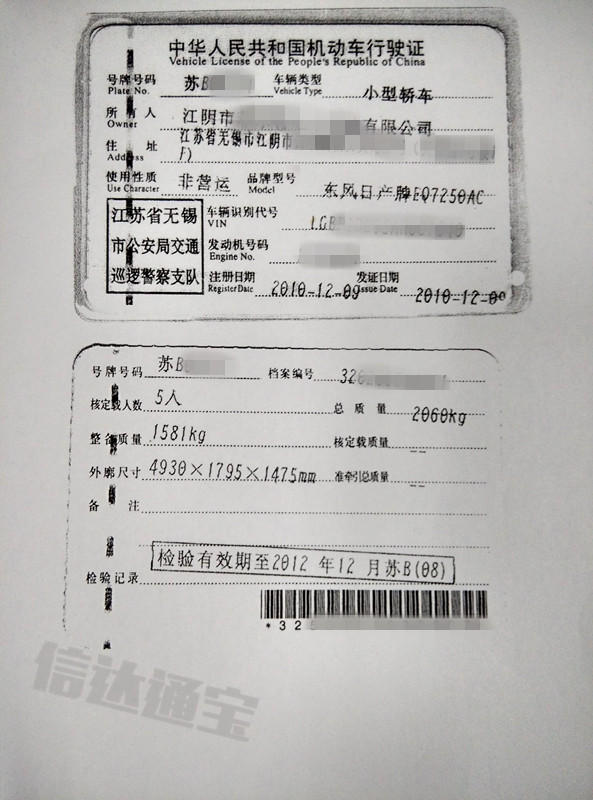 中华人民共和国机动车行驶证
Vehicle License of the People's Republic of China
号牌号码 苏B 车辆类型 小型轿车
Plate No. Vehicle Type
所有人 江阴市 有限公司
Owner
住址 江苏省无锡市江阴市
Address F)
使用性质 非营运 品牌型号 东风日产牌EQ7250AC
Use Character Model
江苏省无锡 车辆识别代号 LGB
VIN
市公安局交通 发动机号码
Engine No.
巡逻警察支队 注册日期 2010-12-09 发证日期 2010-12-09
Register Date Issue Date
号牌号码 苏B 档案编号 320
核定载人数 5人 总质量 2060kg
整备质量 1581kg 核定载质量 --
外廓尺寸 4930×1795×1475mm 准牵引总质量 --
备注
检验记录 检验有效期至2012 年12 月苏B(08)
*32
信达通宝